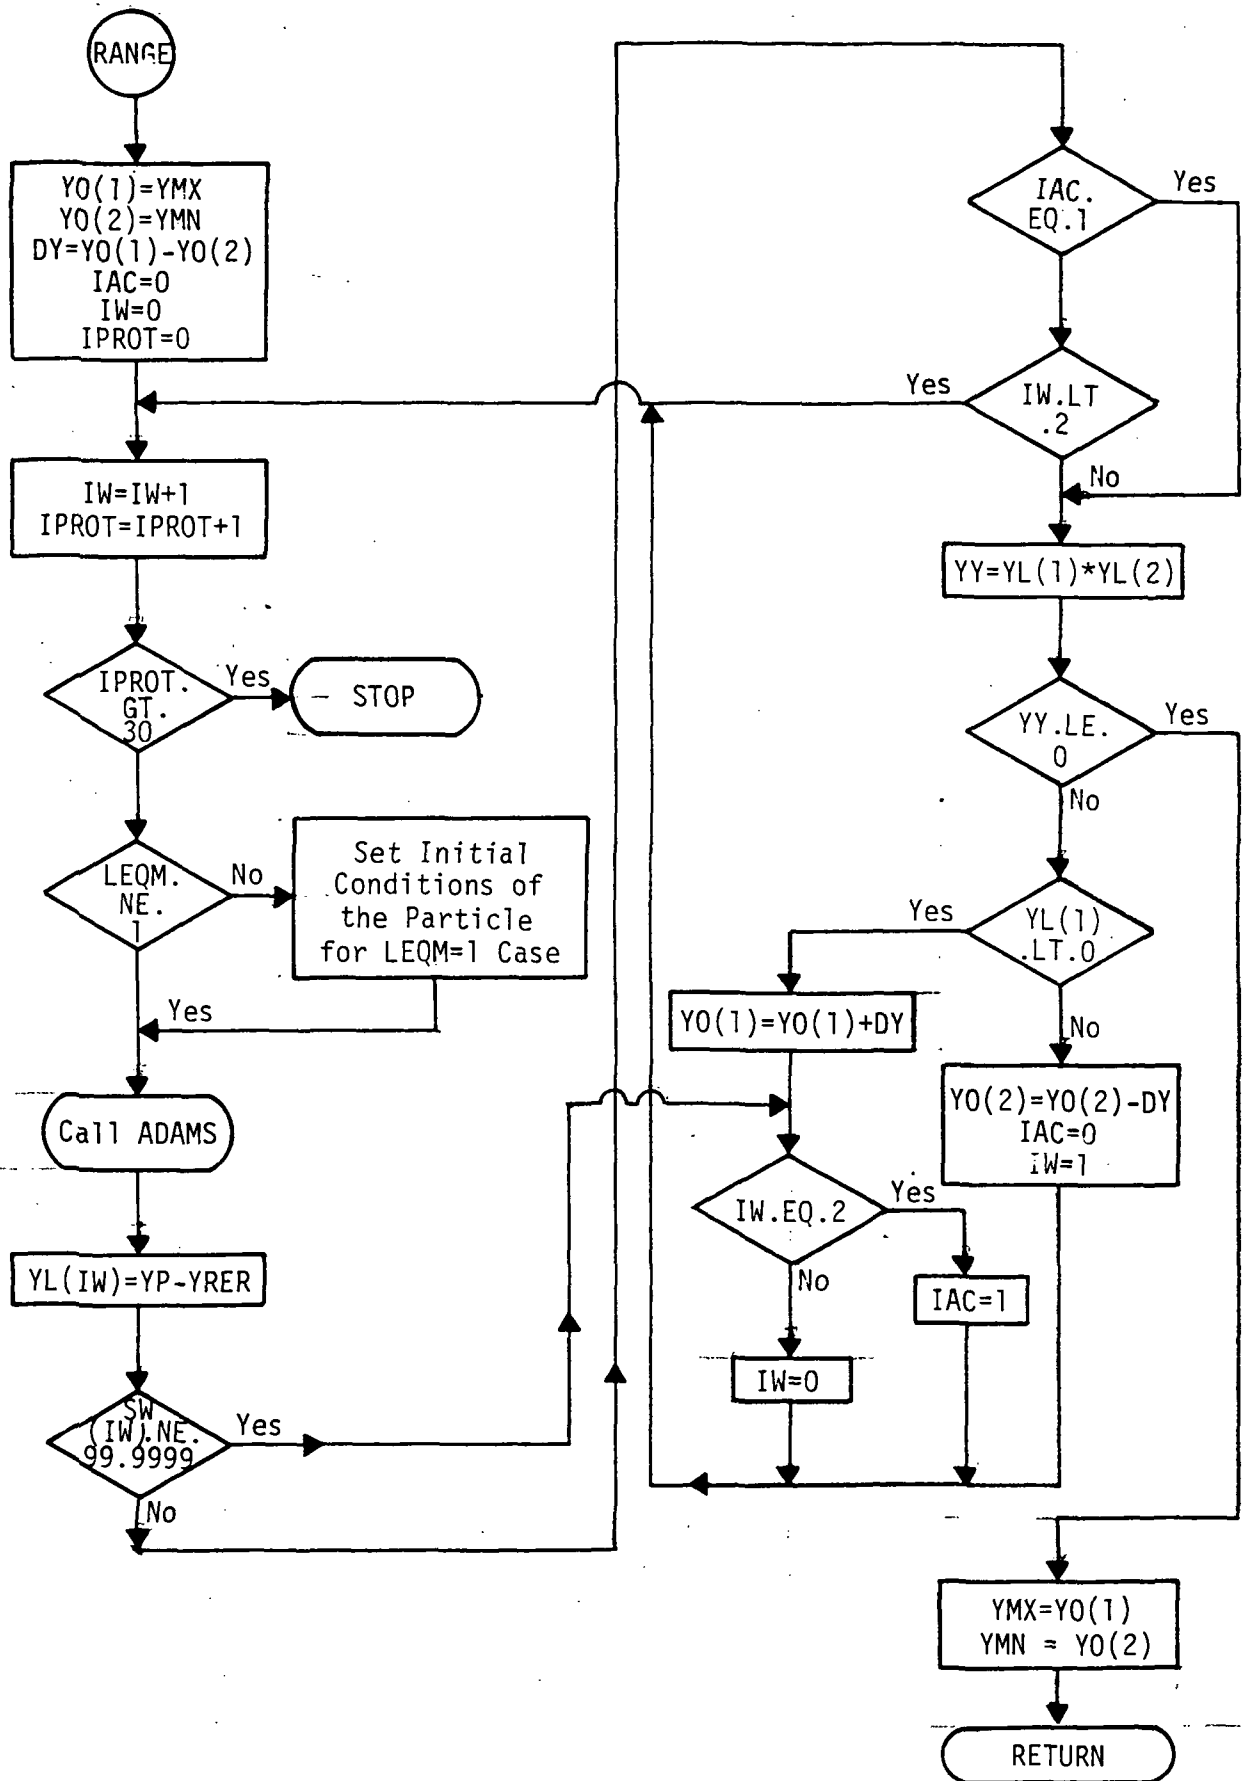 RANGE
YO(1)=YMX
YO(2)=YMN
DY=YO(1)-YO(2)
IAC=0
IW=0
IPROT=0
IW=IW+1
IPROT=IPROT+1
IPROT.
GT.
30
Yes
STOP
LEQM.
NE.
1
No
Set Initial
Conditions of
the Particle
for LEQM=1 Case
Yes
Call ADAMS
YL(IW)=YP-YRER
SW
(IW).NE.
99.9999
Yes
No
IAC.
EQ.1
Yes
IW.LT
.2
Yes
No
YY=YL(1)*YL(2)
YY.LE.
0
Yes
No
YL(1)
.LT.0
Yes
No
YO(1)=YO(1)+DY
YO(2)=YO(2)-DY
IAC=0
IW=1
IW.EQ.2
Yes
No
IAC=1
IW=0
YMX=YO(1)
YMN = YO(2)
RETURN